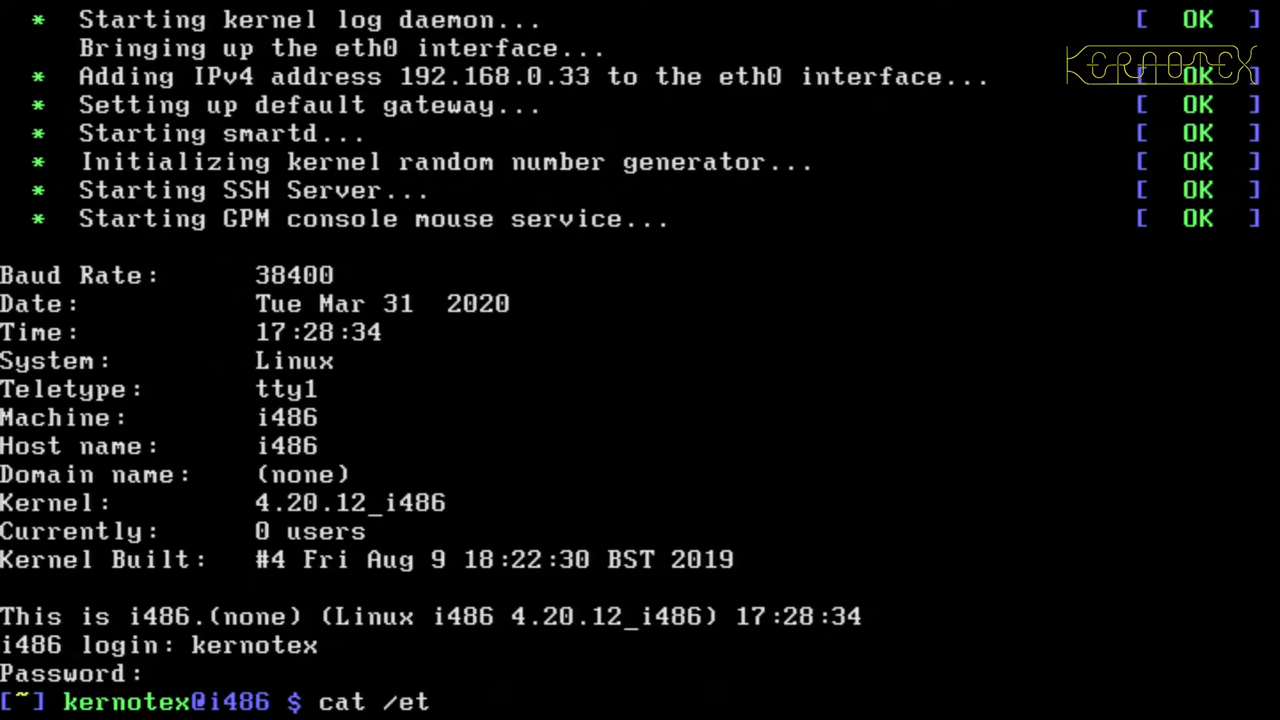 * Starting kernel log daemon... [ OK ]
Bringing up the eth0 interface...
* Adding IPv4 address 192.168.0.33 to the eth0 interface... [ OK ]
* Setting up default gateway... [ OK ]
* Starting smartd... [ OK ]
* Initializing kernel random number generator... [ OK ]
* Starting SSH Server... [ OK ]
* Starting GPM console mouse service... [ OK ]
KERNOTEX
Baud Rate: 38400
Date: Tue Mar 31  2020
Time: 17:28:34
System: Linux
Teletype: tty1
Machine: i486
Host name: i486
Domain name: (none)
Kernel: 4.20.12_i486
Currently: 0 users
Kernel Built: #4 Fri Aug 9 18:22:30 BST 2019
This is i486.(none) (Linux i486 4.20.12_i486) 17:28:34
i486 login: kernotex
Password:
[~] kernotex@i486 $ cat /et